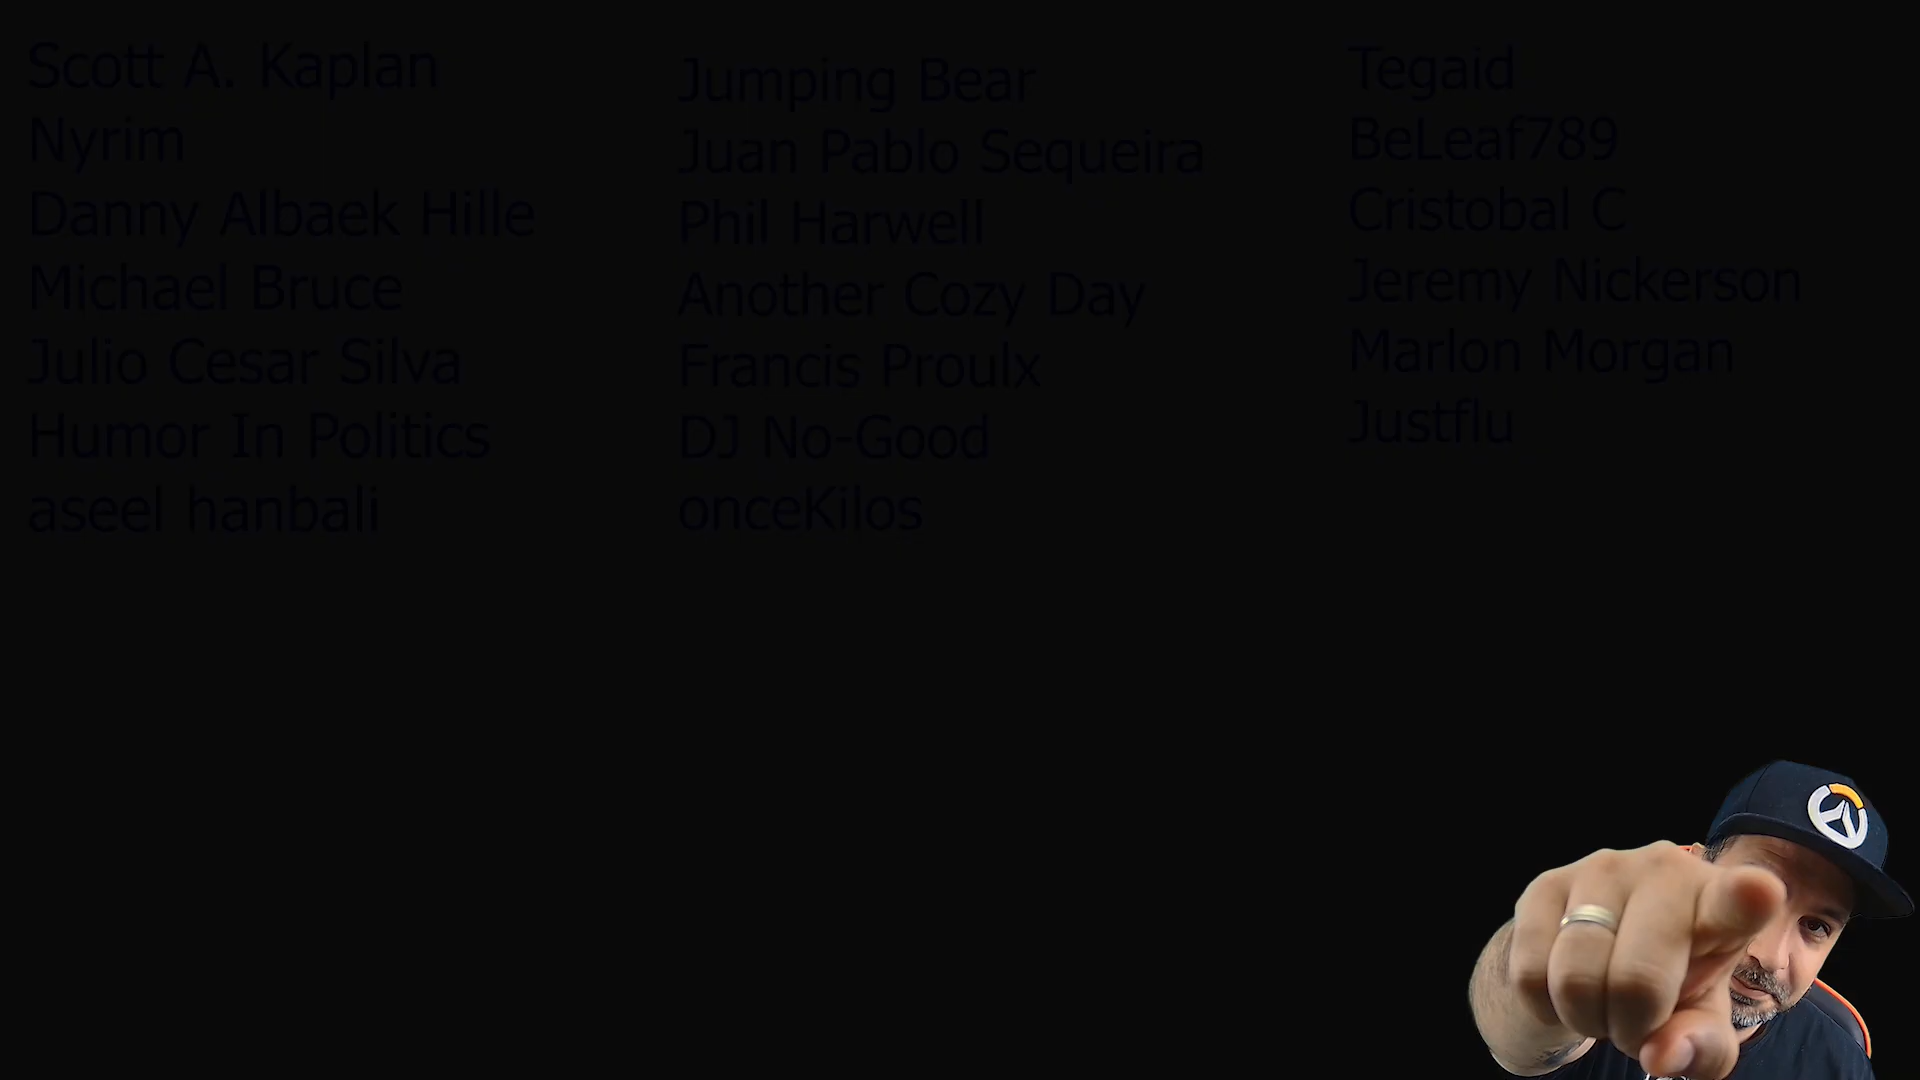 Scott A. Kaplan
Nyrim
Danny Albaek Hille
Michael Bruce
Julio Cesar Silva
Humor In Politics
aseel hanbali
Jumping Bear
Juan Pablo Sequeira
Phil Harwell
Another Cozy Day
Francis Proulx
DJ No-Good
onceKilos
Tegaid
BeLeaf789
Cristobal C
Jeremy Nickerson
Marlon Morgan
Justflu